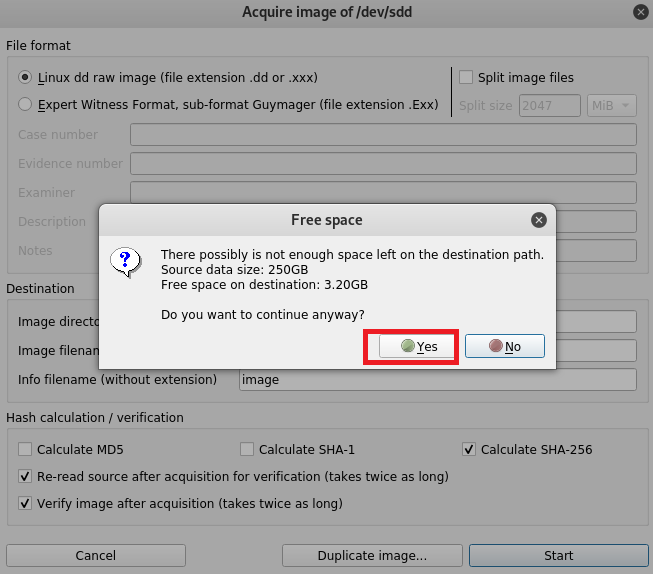 Acquire image of /dev/sdd
File format
Linux dd raw image (file extension .dd or .xxx)
Split image files
Expert Witness Format, sub-format Guymager (file extension .Exx)
Split size 2047 MiB
Case number
Evidence number
Examiner
Description
Notes
Free space
?
There possibly is not enough space left on the destination path.
Source data size: 250GB
Free space on destination: 3.20GB
Do you want to continue anyway?
Yes
No
Destination
Image directo
Image filenan
Info filename (without extension)
image
Hash calculation / verification
Calculate MD5
Calculate SHA-1
Calculate SHA-256
Re-read source after acquisition for verification (takes twice as long)
Verify image after acquisition (takes twice as long)
Cancel
Duplicate image...
Start